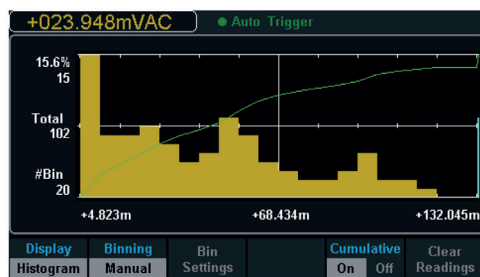 +023.948mVAC
Auto Trigger
15.6%
15
Total
102
#Bin
20
+4.823m +68.434m +132.045m
Display Binning Bin Settings Cumulative Clear Readings
Histogram Manual On Off